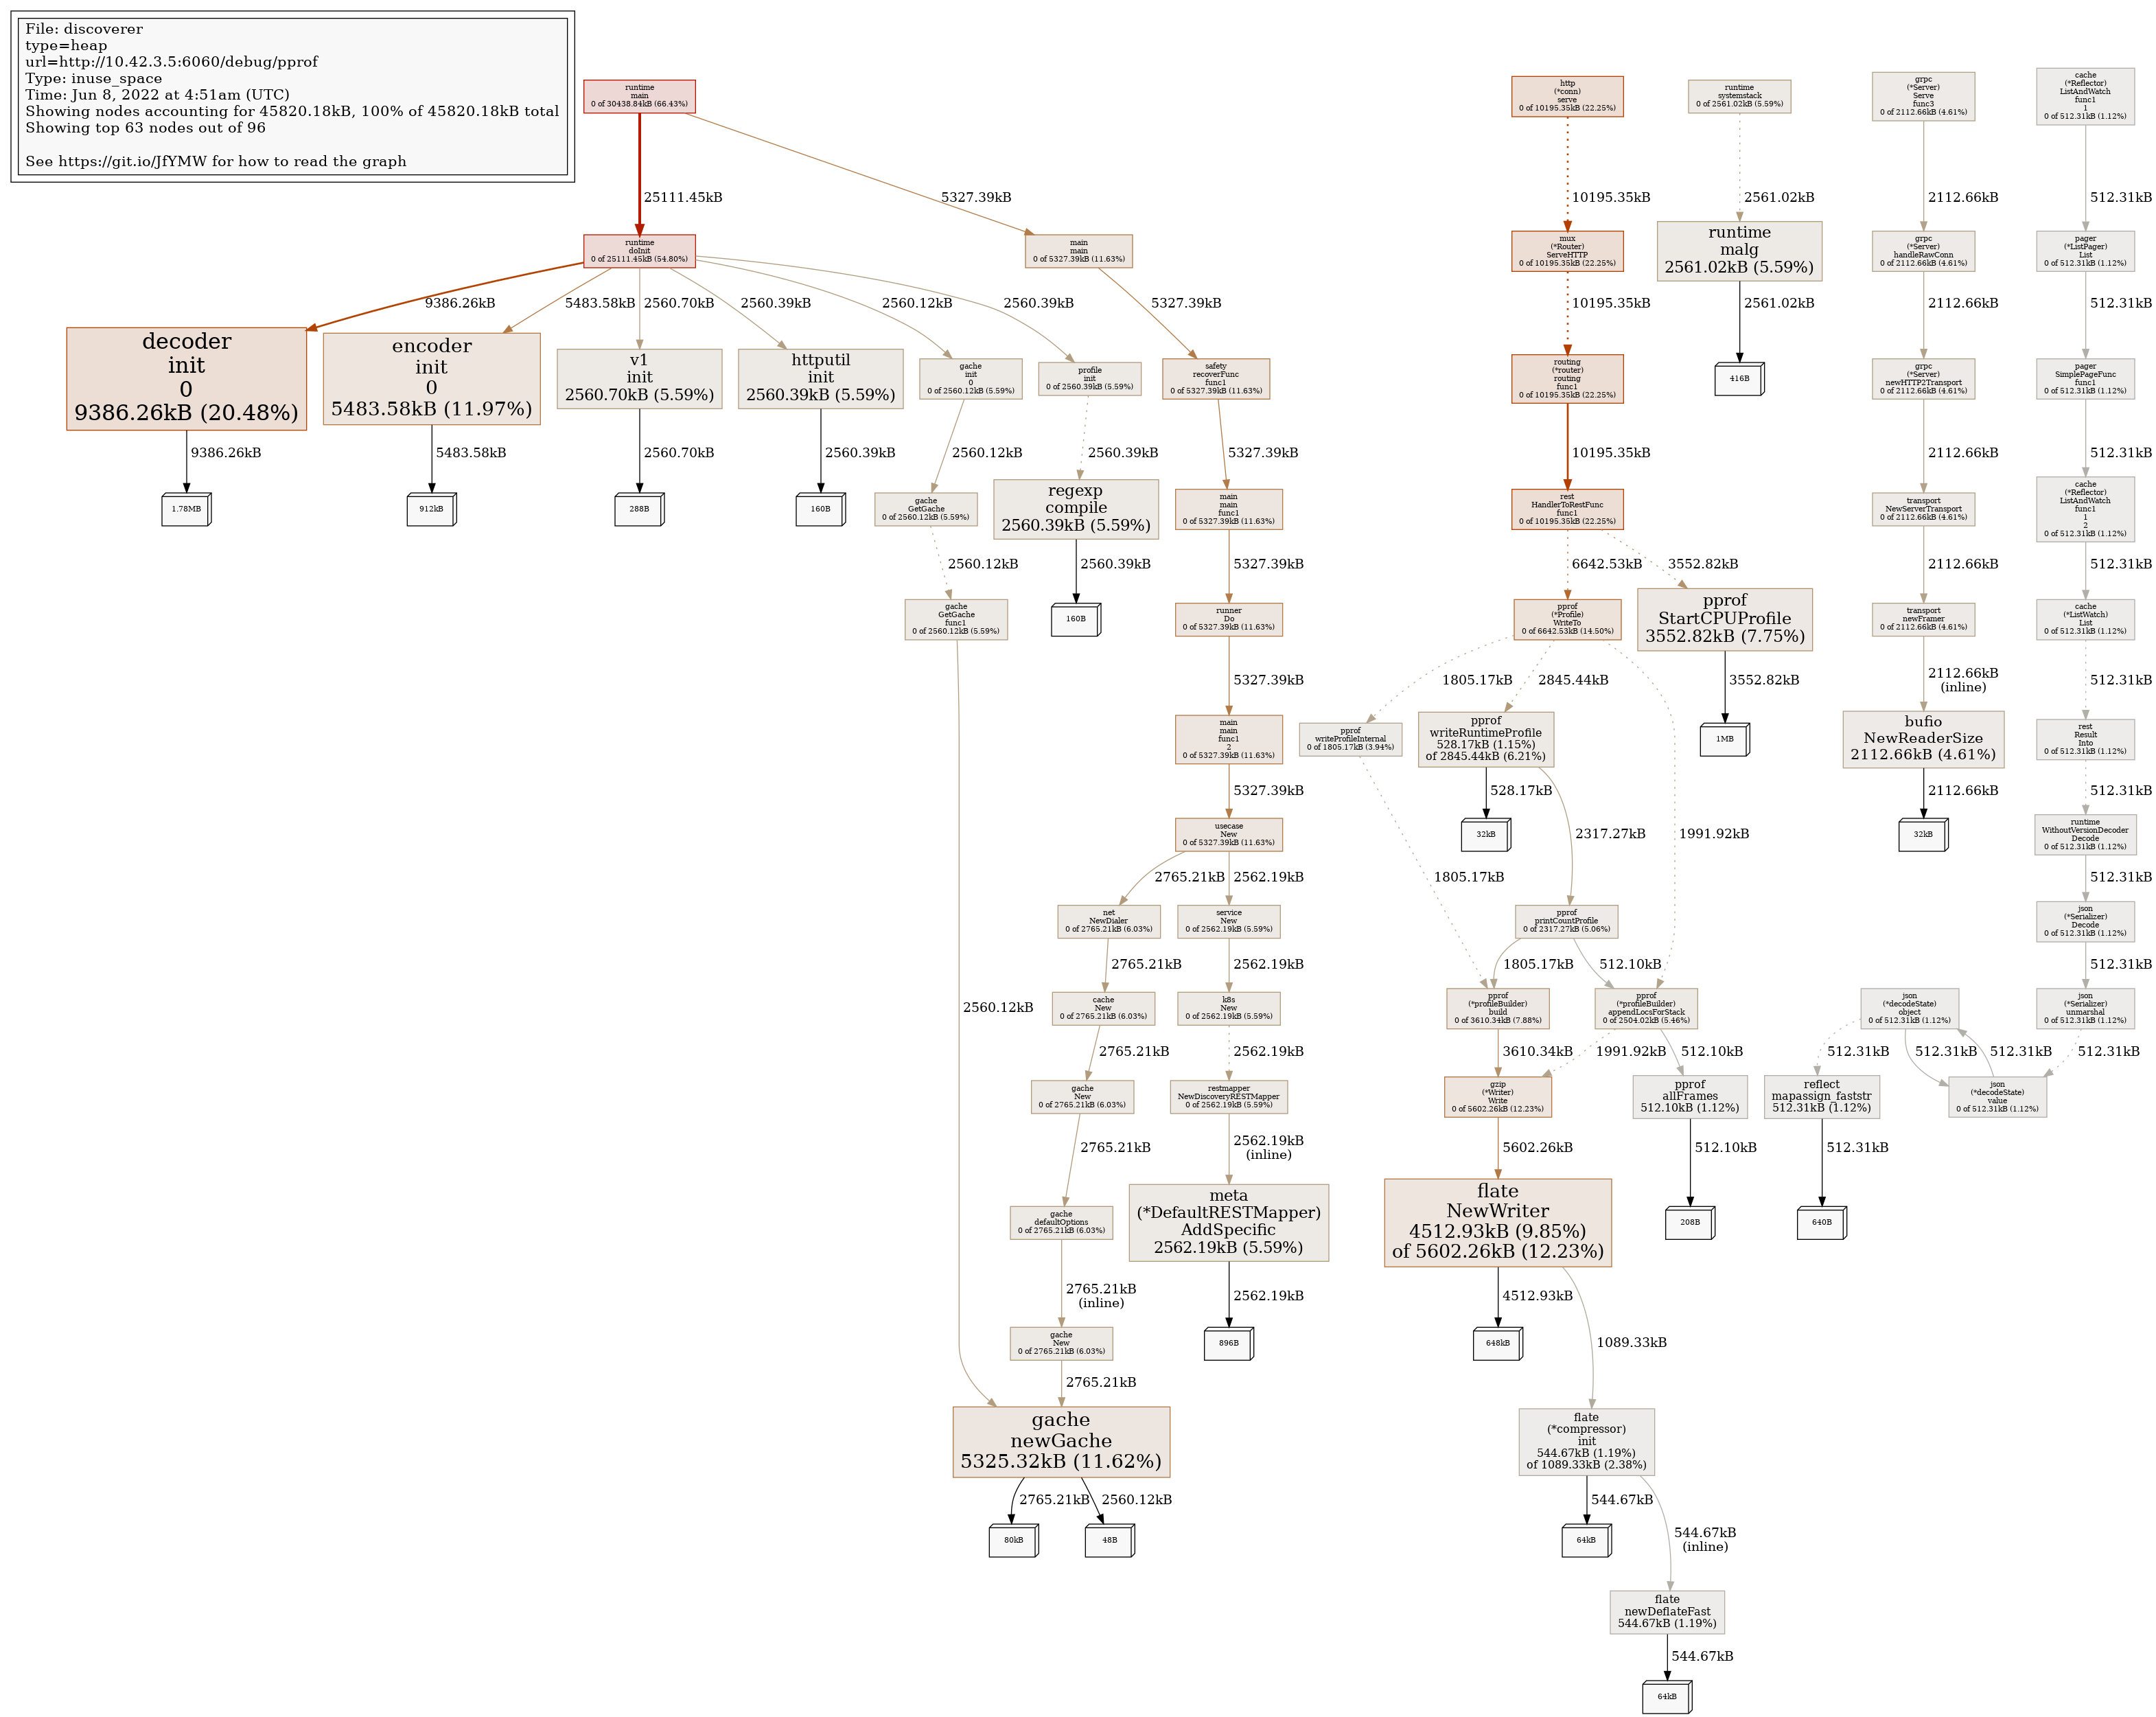 File: discoverer
type=heap
url=http://10.42.3.5:6060/debug/pprof
Type: inuse_space
Time: Jun 8, 2022 at 4:51am (UTC)
Showing nodes accounting for 45820.18kB, 100% of 45820.18kB total
Showing top 63 nodes out of 96
See https://git.io/JfYMW for how to read the graph
runtime
main
0 of 30438.84kB (66.43%)
http
(*conn)
serve
0 of 10195.35kB (22.25%)
runtime
systemstack
0 of 2561.02kB (5.59%)
grpc
(*Server)
Serve
func3
0 of 2112.66kB (4.61%)
cache
(*Reflector)
ListAndWatch
func1
1
0 of 512.31kB (1.12%)
25111.45kB
5327.39kB
10195.35kB
2561.02kB
2112.66kB
512.31kB
runtime
doInit
0 of 25111.45kB (54.80%)
main
main
0 of 5327.39kB (11.63%)
mux
(*Router)
ServeHTTP
0 of 10195.35kB (22.25%)
runtime
malg
2561.02kB (5.59%)
grpc
(*Server)
handleRawConn
0 of 2112.66kB (4.61%)
pager
(*ListPager)
List
0 of 512.31kB (1.12%)
9386.26kB
5483.58kB
2560.70kB
2560.39kB
2560.12kB
2560.39kB
5327.39kB
10195.35kB
2561.02kB
2112.66kB
512.31kB
decoder
init
0
9386.26kB (20.48%)
encoder
init
0
5483.58kB (11.97%)
v1
init
2560.70kB (5.59%)
httputil
init
2560.39kB (5.59%)
gache
init
0
0 of 2560.12kB (5.59%)
profile
init
0 of 2560.39kB (5.59%)
safety
recoverFunc
func1
0 of 5327.39kB (11.63%)
routing
(*router)
routing
func1
0 of 10195.35kB (22.25%)
416B
grpc
(*Server)
newHTTP2Transport
0 of 2112.66kB (4.61%)
pager
SimplePageFunc
func1
0 of 512.31kB (1.12%)
9386.26kB
5483.58kB
2560.70kB
2560.39kB
2560.12kB
2560.39kB
5327.39kB
10195.35kB
2112.66kB
512.31kB
1.78MB
912kB
288B
160B
gache
GetGache
0 of 2560.12kB (5.59%)
regexp
compile
2560.39kB (5.59%)
main
main
func1
0 of 5327.39kB (11.63%)
rest
HandlerToRestFunc
func1
0 of 10195.35kB (22.25%)
transport
NewServerTransport
0 of 2112.66kB (4.61%)
cache
(*Reflector)
ListAndWatch
func1
1
2
0 of 512.31kB (1.12%)
2560.12kB
2560.39kB
5327.39kB
6642.53kB
3552.82kB
2112.66kB
512.31kB
gache
GetGache
func1
0 of 2560.12kB (5.59%)
160B
runner
Do
0 of 5327.39kB (11.63%)
pprof
(*Profile)
WriteTo
0 of 6642.53kB (14.50%)
pprof
StartCPUProfile
3552.82kB (7.75%)
transport
newFramer
0 of 2112.66kB (4.61%)
cache
(*ListWatch)
List
0 of 512.31kB (1.12%)
5327.39kB
1805.17kB
2845.44kB
3552.82kB
2112.66kB
(inline)
512.31kB
main
main
func1
2
0 of 5327.39kB (11.63%)
pprof
writeProfileInternal
0 of 1805.17kB (3.94%)
pprof
writeRuntimeProfile
528.17kB (1.15%)
of 2845.44kB (6.21%)
1MB
bufio
NewReaderSize
2112.66kB (4.61%)
rest
Result
Into
0 of 512.31kB (1.12%)
5327.39kB
528.17kB
2112.66kB
512.31kB
usecase
New
0 of 5327.39kB (11.63%)
32kB
2317.27kB
1991.92kB
32kB
runtime
WithoutVersionDecoder
Decode
0 of 512.31kB (1.12%)
2765.21kB
2562.19kB
1805.17kB
512.31kB
net
NewDialer
0 of 2765.21kB (6.03%)
service
New
0 of 2562.19kB (5.59%)
pprof
printCountProfile
0 of 2317.27kB (5.06%)
json
(*Serializer)
Decode
0 of 512.31kB (1.12%)
2765.21kB
2562.19kB
1805.17kB
512.10kB
512.31kB
2560.12kB
cache
New
0 of 2765.21kB (6.03%)
k8s
New
0 of 2562.19kB (5.59%)
pprof
(*profileBuilder)
build
0 of 3610.34kB (7.88%)
pprof
(*profileBuilder)
appendLocsForStack
0 of 2504.02kB (5.46%)
json
(*decodeState)
object
0 of 512.31kB (1.12%)
json
(*Serializer)
unmarshal
0 of 512.31kB (1.12%)
2765.21kB
2562.19kB
3610.34kB
1991.92kB
512.10kB
512.31kB
512.31kB
512.31kB
512.31kB
gache
New
0 of 2765.21kB (6.03%)
restmapper
NewDiscoveryRESTMapper
0 of 2562.19kB (5.59%)
gzip
(*Writer)
Write
0 of 5602.26kB (12.23%)
pprof
allFrames
512.10kB (1.12%)
reflect
mapassign_faststr
512.31kB (1.12%)
json
(*decodeState)
value
0 of 512.31kB (1.12%)
2765.21kB
2562.19kB
(inline)
5602.26kB
512.10kB
512.31kB
gache
defaultOptions
0 of 2765.21kB (6.03%)
meta
(*DefaultRESTMapper)
AddSpecific
2562.19kB (5.59%)
flate
NewWriter
4512.93kB (9.85%)
of 5602.26kB (12.23%)
208B
640B
2765.21kB
(inline)
2562.19kB
4512.93kB
1089.33kB
gache
New
0 of 2765.21kB (6.03%)
896B
648kB
2765.21kB
gache
newGache
5325.32kB (11.62%)
flate
(*compressor)
init
544.67kB (1.19%)
of 1089.33kB (2.38%)
2765.21kB
2560.12kB
544.67kB
80kB
48B
64kB
544.67kB
(inline)
flate
newDeflateFast
544.67kB (1.19%)
544.67kB
64kB